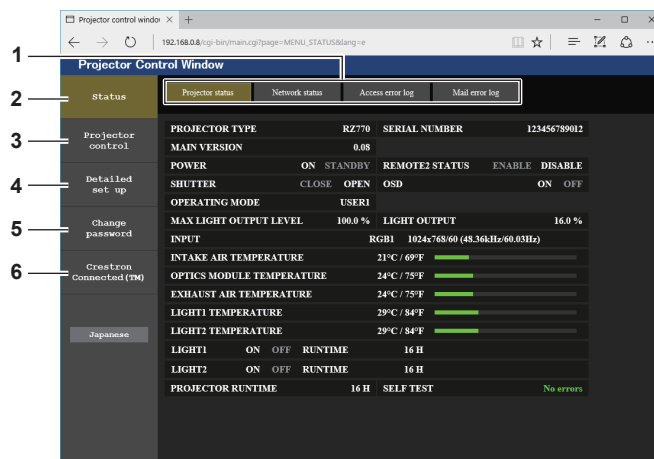 Projector control window
192.168.0.8/cgi-bin/main.cgi?page=MENU_STATUS&lang=e
Projector Control Window
1
2
3
4
5
6
Status
Projector control
Detailed set up
Change password
Crestron Connected(TM)
Japanese
Projector status Network status Access error log Mail error log
PROJECTOR TYPE RZ770 SERIAL NUMBER 123456789012
MAIN VERSION 0.08
POWER ON STANDBY REMOTE2 STATUS ENABLE DISABLE
SHUTTER CLOSE OPEN OSD ON OFF
OPERATING MODE USER1
MAX LIGHT OUTPUT LEVEL 100.0 % LIGHT OUTPUT 16.0 %
INPUT RGB1 1024x768/60 (48.36kHz/60.03Hz)
INTAKE AIR TEMPERATURE 21°C / 69°F
OPTICS MODULE TEMPERATURE 24°C / 75°F
EXHAUST AIR TEMPERATURE 24°C / 75°F
LIGHT1 TEMPERATURE 29°C / 84°F
LIGHT2 TEMPERATURE 29°C / 84°F
LIGHT1 ON OFF RUNTIME 16 H
LIGHT2 ON OFF RUNTIME 16 H
PROJECTOR RUNTIME 16 H SELF TEST No errors